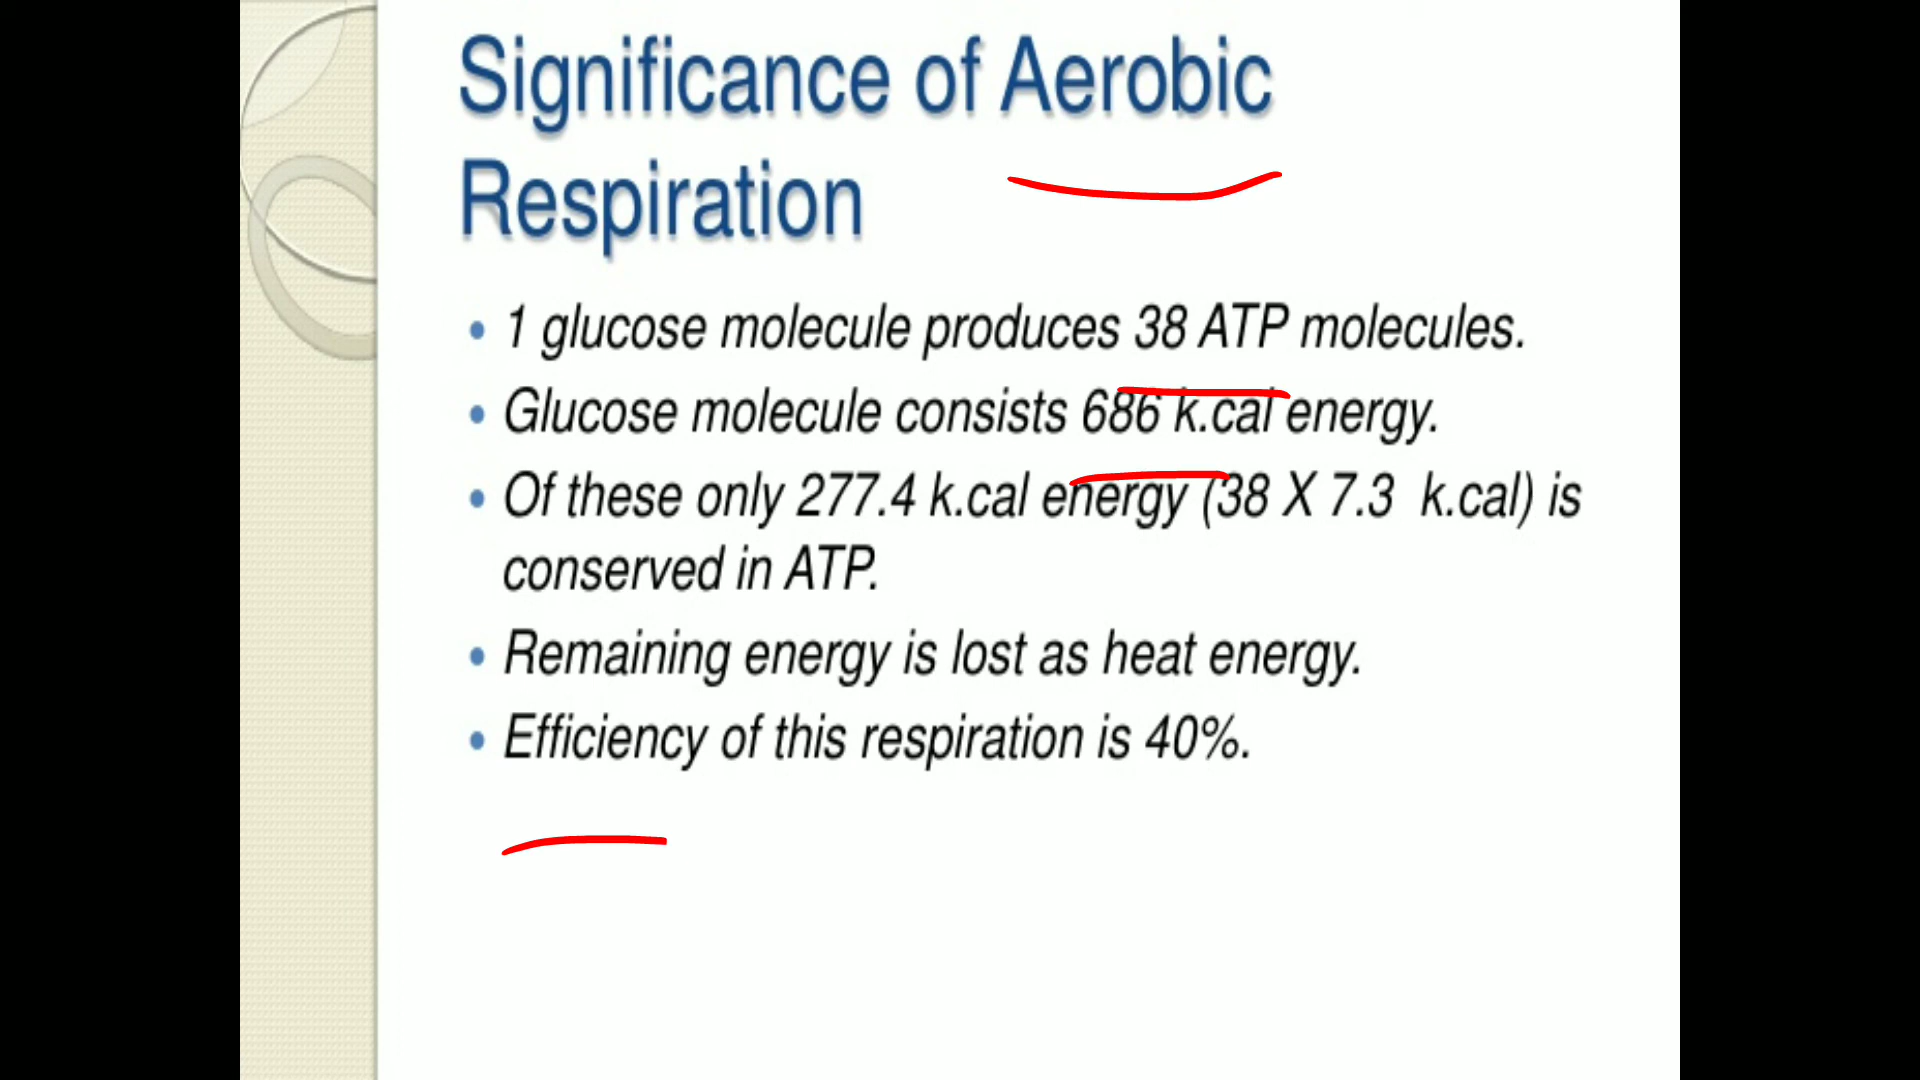 Significance of Aerobic
Respiration
• 1 glucose molecule produces 38 ATP molecules.
• Glucose molecule consists 686 k.cal energy.
• Of these only 277.4 k.cal energy (38 X 7.3 k.cal) is
conserved in ATP.
• Remaining energy is lost as heat energy.
• Efficiency of this respiration is 40%.